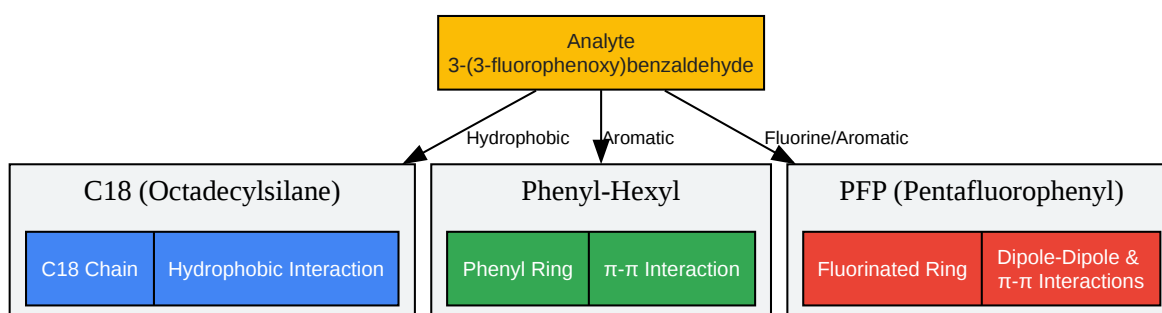 Analyte
3-(3-fluorophenoxy)benzaldehyde
Hydrophobic
Aromatic
Fluorine/Aromatic
C18 (Octadecylsilane)
Phenyl-Hexyl
PFP (Pentafluorophenyl)
C18 Chain
Hydrophobic Interaction
Phenyl Ring
π-π Interaction
Fluorinated Ring
Dipole-Dipole &
π-π Interactions